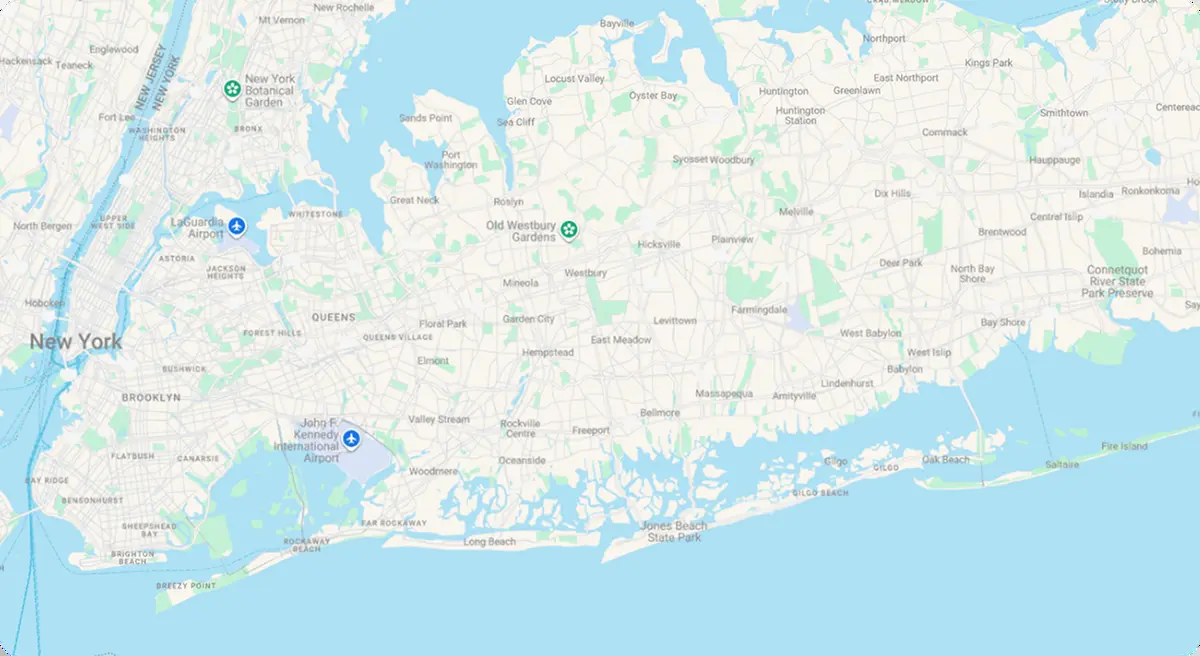 New Rochelle
Mt Vernon
Bayville
Northport
Englewood
Hackensack
Teaneck
NEW JERSEY
NEW YORK
New York
Botanical
Garden
Locust Valley
Kings Park
East Northport
Huntington
Greenlawn
Oyster Bay
Glen Cove
Sea Cliff
Sands Point
Huntington
Station
Smithtown
Fort Lee
WASHINGTON
HEIGHTS
BRONX
Commack
Port
Washington
Syosset
Woodbury
Hauppauge
Great Neck
Roslyn
Dix Hills
Islandia
Ronkonkoma
UPPER
WEST SIDE
North Bergen
LaGuardia
Airport
WHITESTONE
Old Westbury
Gardens
Melville
Central Islip
Brentwood
Hicksville
Plainview
Bohemia
ASTORIA
JACKSON
HEIGHTS
Mineola
Westbury
Deer Park
North Bay
Shore
Connetquot
River State
Park Preserve
Hoboken
QUEENS
Floral Park
Garden City
Levittown
Farmingdale
Bay Shore
New York
FOREST HILLS
QUEENS VILLAGE
East Meadow
West Babylon
Hempstead
West Islip
Elmont
BUSHWICK
Babylon
Lindenhurst
BROOKLYN
Massapequa
Amityville
Valley Stream
Rockville
Centre
Freeport
Bellmore
John F.
Kennedy
International
Airport
Fire Island
FLATBUSH
CANARSIE
Woodmere
Oceanside
Gilgo
GILGO
Oak Beach
Saltaire
BAY RIDGE
BENSONHURST
GILGO BEACH
SHEEPSHEAD
BAY
FAR ROCKAWAY
Jones Beach
State Park
ROCKAWAY
BEACH
Long Beach
BRIGHTON
BEACH
BREEZY POINT